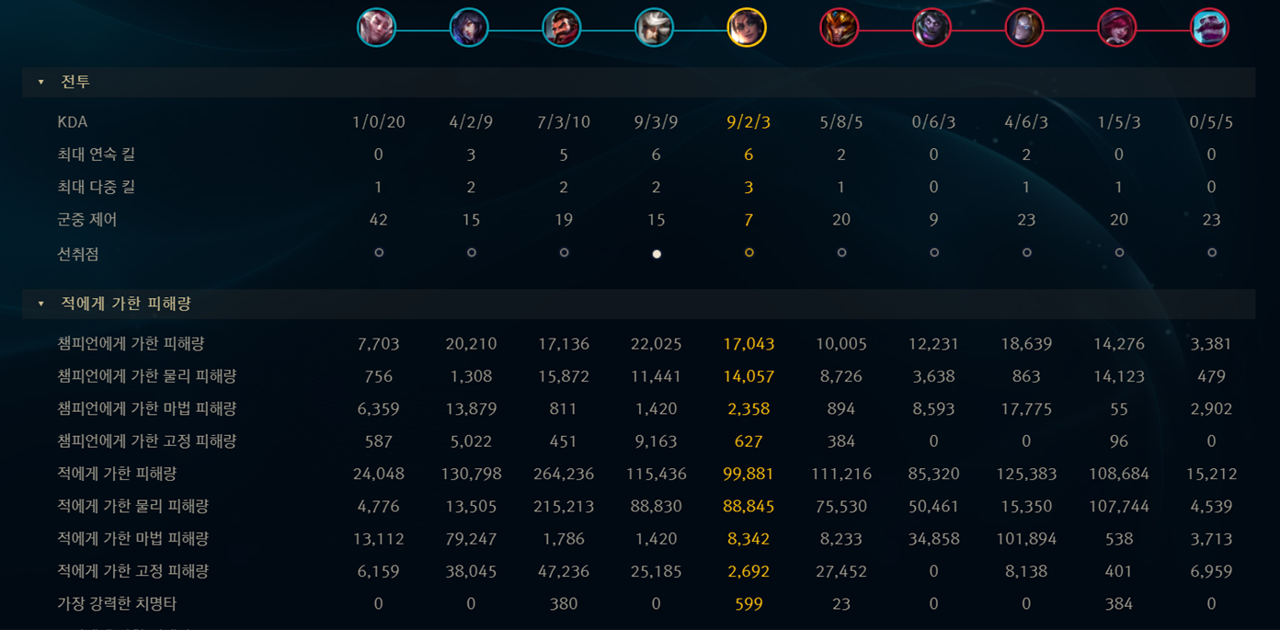 전투
KDA 1/0/20 4/2/9 7/3/10 9/3/9 9/2/3 5/8/5 0/6/3 4/6/3 1/5/3 0/5/5
최대 연속 킬 0 3 5 6 6 2 0 2 0 0
최대 다중 킬 1 2 2 2 3 1 0 1 1 0
군중 제어 42 15 19 15 7 20 9 23 20 23
선취점
적에게 가한 피해량
챔피언에게 가한 피해량 7,703 20,210 17,136 22,025 17,043 10,005 12,231 18,639 14,276 3,381
챔피언에게 가한 물리 피해량 756 1,308 15,872 11,441 14,057 8,726 3,638 863 14,123 479
챔피언에게 가한 마법 피해량 6,359 13,879 811 1,420 2,358 894 8,593 17,775 55 2,902
챔피언에게 가한 고정 피해량 587 5,022 451 9,163 627 384 0 0 96 0
적에게 가한 피해량 24,048 130,798 264,236 115,436 99,881 111,216 85,320 125,383 108,684 15,212
적에게 가한 물리 피해량 4,776 13,505 215,213 88,830 88,845 75,530 50,461 15,350 107,744 4,539
적에게 가한 마법 피해량 13,112 79,247 1,786 1,420 8,342 8,233 34,858 101,894 538 3,713
적에게 가한 고정 피해량 6,159 38,045 47,236 25,185 2,692 27,452 0 8,138 401 6,959
가장 강력한 치명타 0 0 380 0 599 23 0 0 384 0